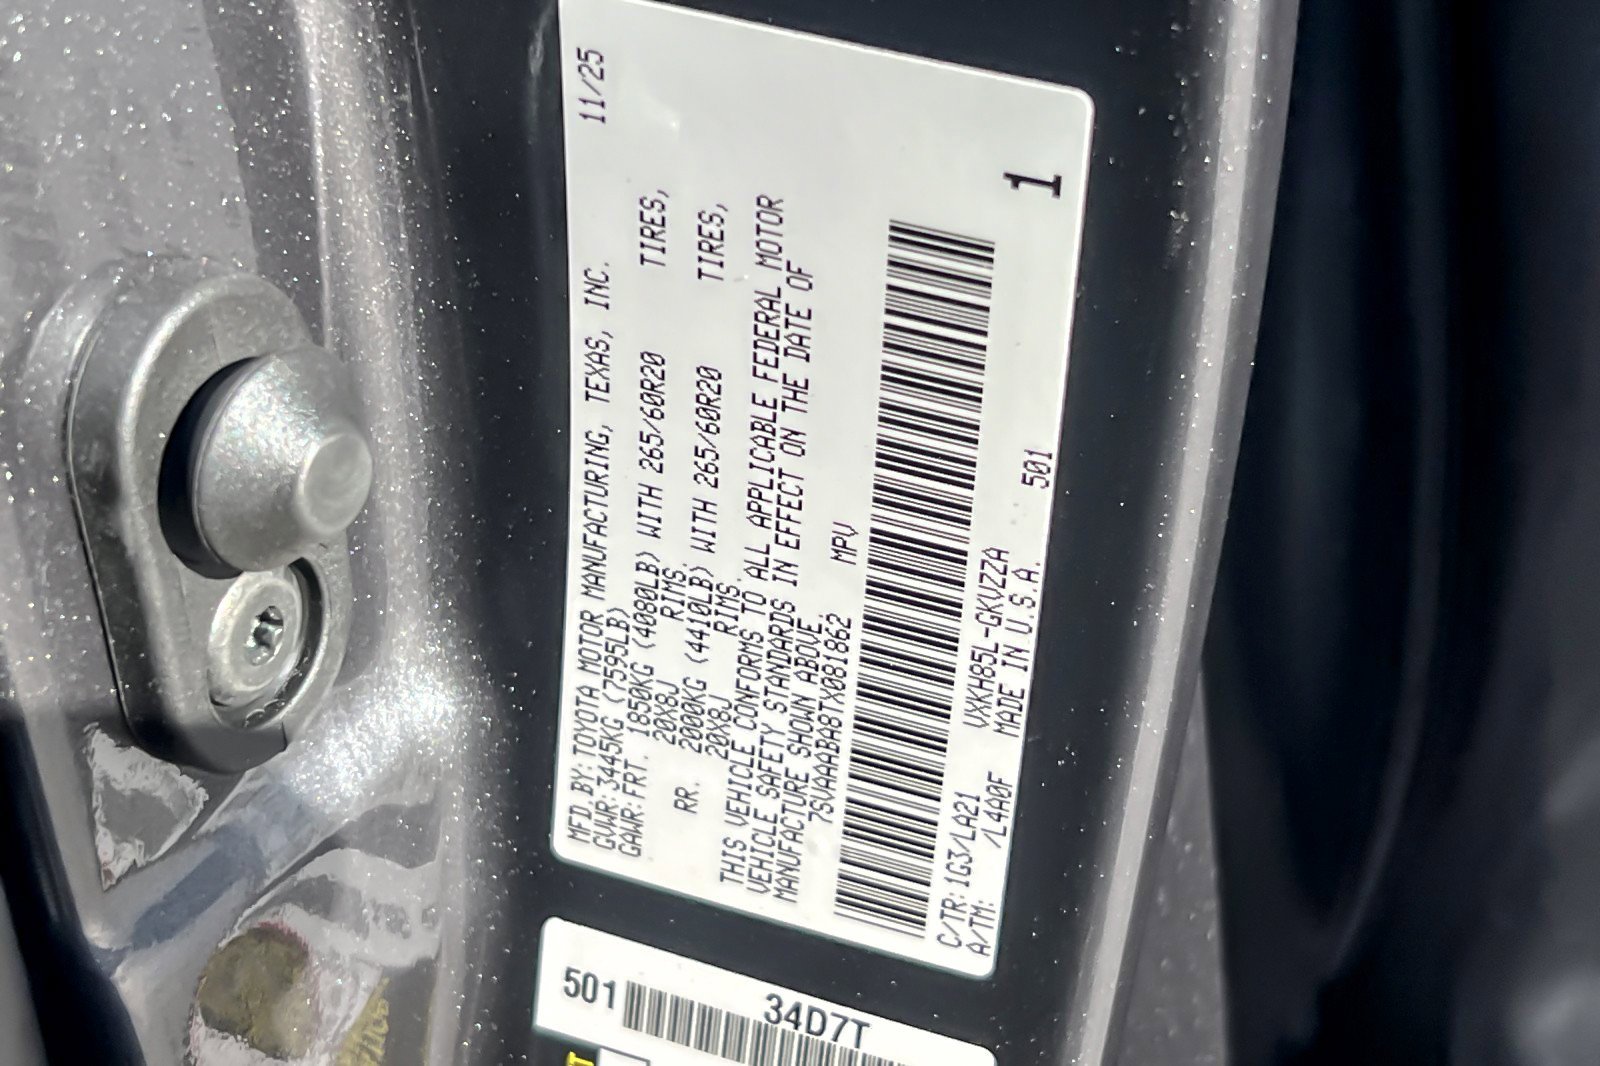 11/25
MFD.BY:TOYOTA MOTOR MANUFACTURING, TEXAS, INC.
GVWR:3445KG (7595LB)
GAWR:FRT. 1850KG (4080LB) WITH 265/60R20 TIRES,
20X8J RIMS.
RR. 2000KG (4410LB) WITH 265/60R20 TIRES,
20X8J RIMS.
THIS VEHICLE CONFORMS TO ALL APPLICABLE FEDERAL MOTOR
VEHICLE SAFETY STANDARDS IN EFFECT ON THE DATE OF
MANUFACTURE SHOWN ABOVE.
7SVAAABA8TX081862 MPV
1
C/TR:1G3/LA21 VXKH85L-GKVZZA 501
A/TM: /L4A0F MADE IN U.S.A.
501 34D7T